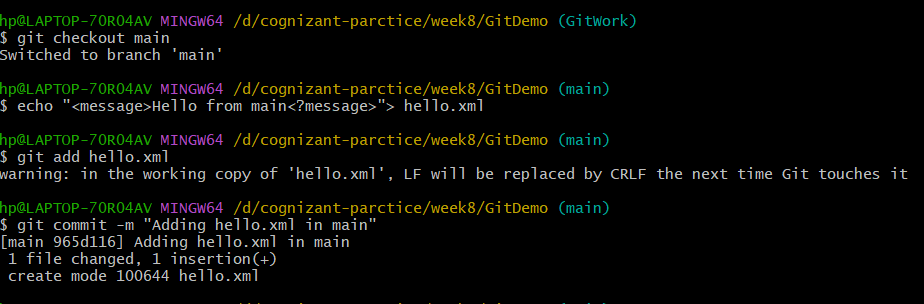 hp@LAPTOP-7OR04AV MINGW64 /d/cognizant-parctice/week8/GitDemo (GitWork)
$ git checkout main
Switched to branch 'main'
hp@LAPTOP-7OR04AV MINGW64 /d/cognizant-parctice/week8/GitDemo (main)
$ echo "<message>Hello from main<?message>"> hello.xml
hp@LAPTOP-7OR04AV MINGW64 /d/cognizant-parctice/week8/GitDemo (main)
$ git add hello.xml
warning: in the working copy of 'hello.xml', LF will be replaced by CRLF the next time Git touches it
hp@LAPTOP-7OR04AV MINGW64 /d/cognizant-parctice/week8/GitDemo (main)
$ git commit -m "Adding hello.xml in main"
[main 965d116] Adding hello.xml in main
 1 file changed, 1 insertion(+)
 create mode 100644 hello.xml